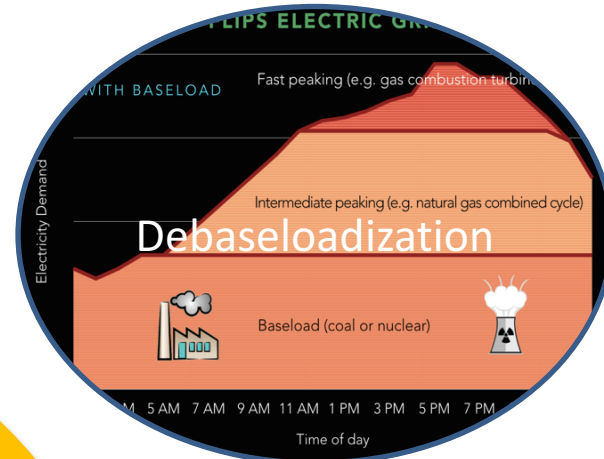 FLIPS ELECTRIC
WITH BASELOAD
Fast peaking (e.g. gas combustion turbin
Electricity Demand
Intermediate peaking (e.g. natural gas combined cycle)
Debaseloadization
Baseload (coal or nuclear)
M 5 AM 7 AM 9 AM 11 AM 1 PM 3 PM 5 PM 7 PM
Time of day